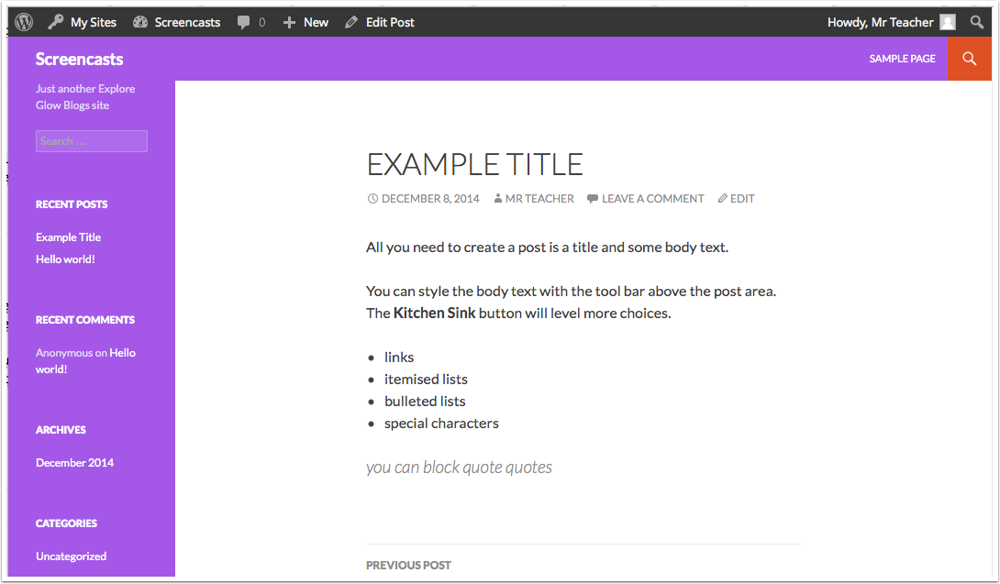 My Sites Screencasts 0 New Edit Post Howdy, Mr Teacher
Screencasts
SAMPLE PAGE
Just another Explore
Glow Blogs site
Search ...
RECENT POSTS
Example Title
Hello world!
RECENT COMMENTS
Anonymous on Hello
world!
ARCHIVES
December 2014
CATEGORIES
Uncategorized
EXAMPLE TITLE
DECEMBER 8, 2014 MR TEACHER LEAVE A COMMENT EDIT
All you need to create a post is a title and some body text.
You can style the body text with the tool bar above the post area.
The Kitchen Sink button will level more choices.
• links
• itemised lists
• bulleted lists
• special characters
you can block quote quotes
PREVIOUS POST